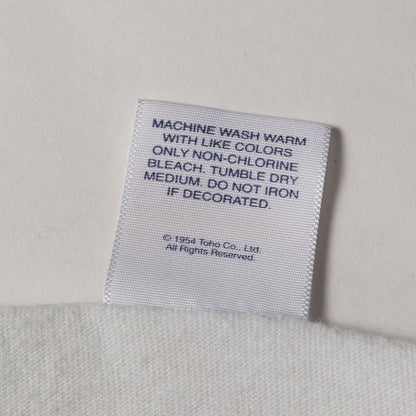 MACHINE WASH WARM
WITH LIKE COLORS
ONLY NON-CHLORINE
BLEACH. TUMBLE DRY
MEDIUM. DO NOT IRON
IF DECORATED.
© 1954 Toho Co., Ltd.
All Rights Reserved.